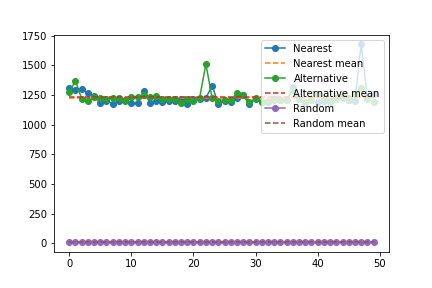 1750
1500
1250
1000
750
500
250
0
Nearest
Nearest mean
Alternative
Alternative mean
Random
Random mean
0 10 20 30 40 50